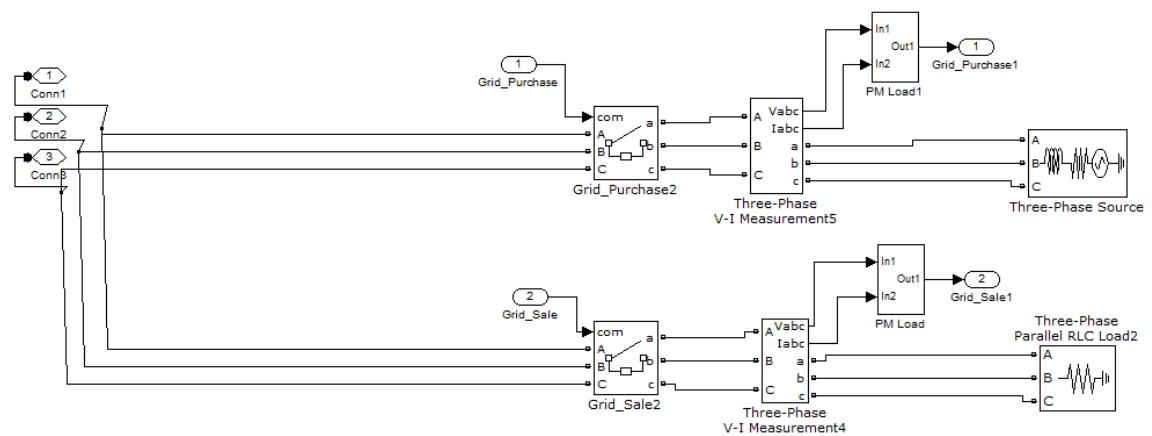 1
Conn1
2
Conn2
3
Conn3
1
Grid_Purchase
com
A
B
C
a
b
c
Grid_Purchase2
A
B
C
Vabc
Iabc
a
b
c
Three-Phase
V-I Measurement5
In1
In2
Out1
PM Load1
1
Grid_Purchase1
A
B
C
Three-Phase Source
2
Grid_Sale
com
A
B
C
a
b
c
Grid_Sale2
A
B
C
Vabc
Iabc
a
b
c
Three-Phase
V-I Measurement4
In1
In2
Out1
PM Load
2
Grid_Sale1
Three-Phase
Parallel RLC Load2
A
B
C